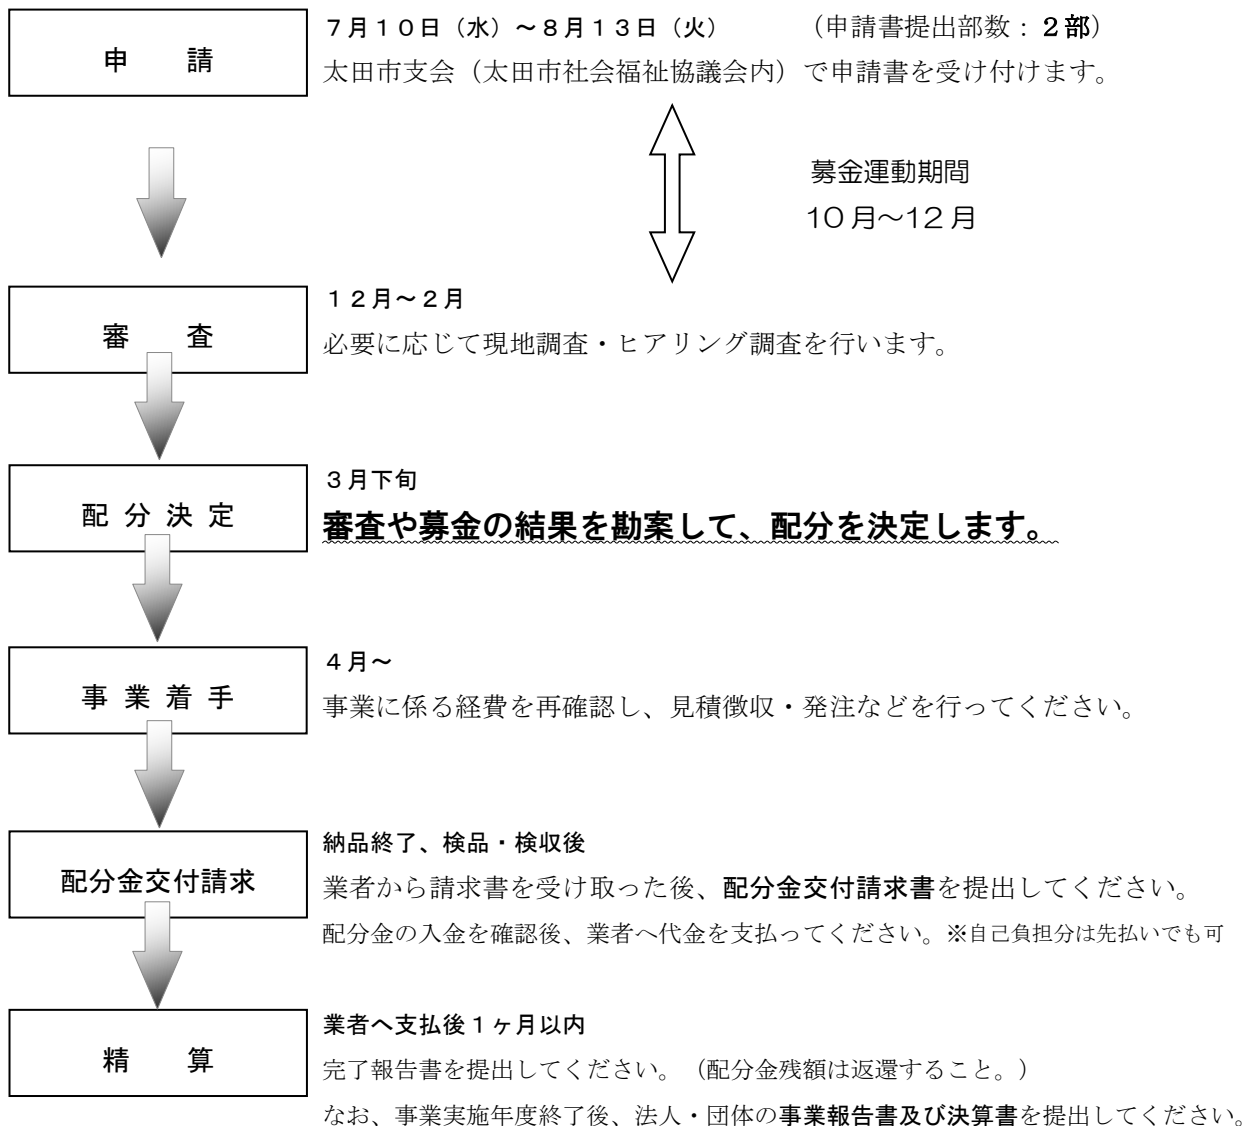 申　請
７月１０日（水）～８月１３日（火）　　（申請書提出部数：２部）
太田市支会（太田市社会福祉協議会内）で申請書を受け付けます。
募金運動期間
10月～12月
審　査
１２月～２月
必要に応じて現地調査・ヒアリング調査を行います。
配分決定
３月下旬
審査や募金の結果を勘案して、配分を決定します。
事業着手
４月～
事業に係る経費を再確認し、見積徴収・発注などを行ってください。
配分金交付請求
納品終了、検品・検収後
業者から請求書を受け取った後、配分金交付請求書を提出してください。
配分金の入金を確認後、業者へ代金を支払ってください。※自己負担分は先払いでも可
精　算
業者へ支払後１ヶ月以内
完了報告書を提出してください。（配分金残額は返還すること。）
なお、事業実施年度終了後、法人・団体の事業報告書及び決算書を提出してください。